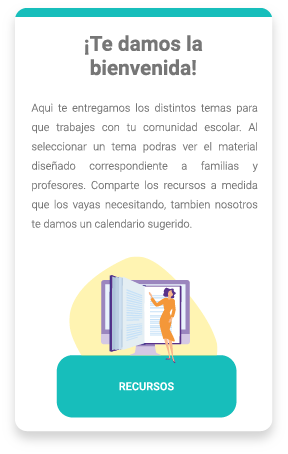 ¡Te damos la
bienvenida!
Aqui te entregamos los distintos temas para
que trabajes con tu comunidad escolar. Al
seleccionar un tema podras ver el material
diseñado correspondiente a familias y
profesores. Comparte los recursos a medida
que los vayas necesitando, tambien nosotros
te damos un calendario sugerido.
RECURSOS